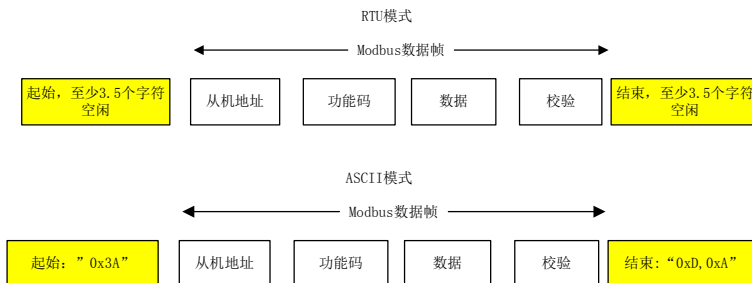 RTU模式
Modbus数据帧
起始，至少3.5个字符
空闲
从机地址
功能码
数据
校验
结束，至少3.5个字符
空闲
ASCII模式
Modbus数据帧
起始：”0x3A”
从机地址
功能码
数据
校验
结束：“0xD,0xA”